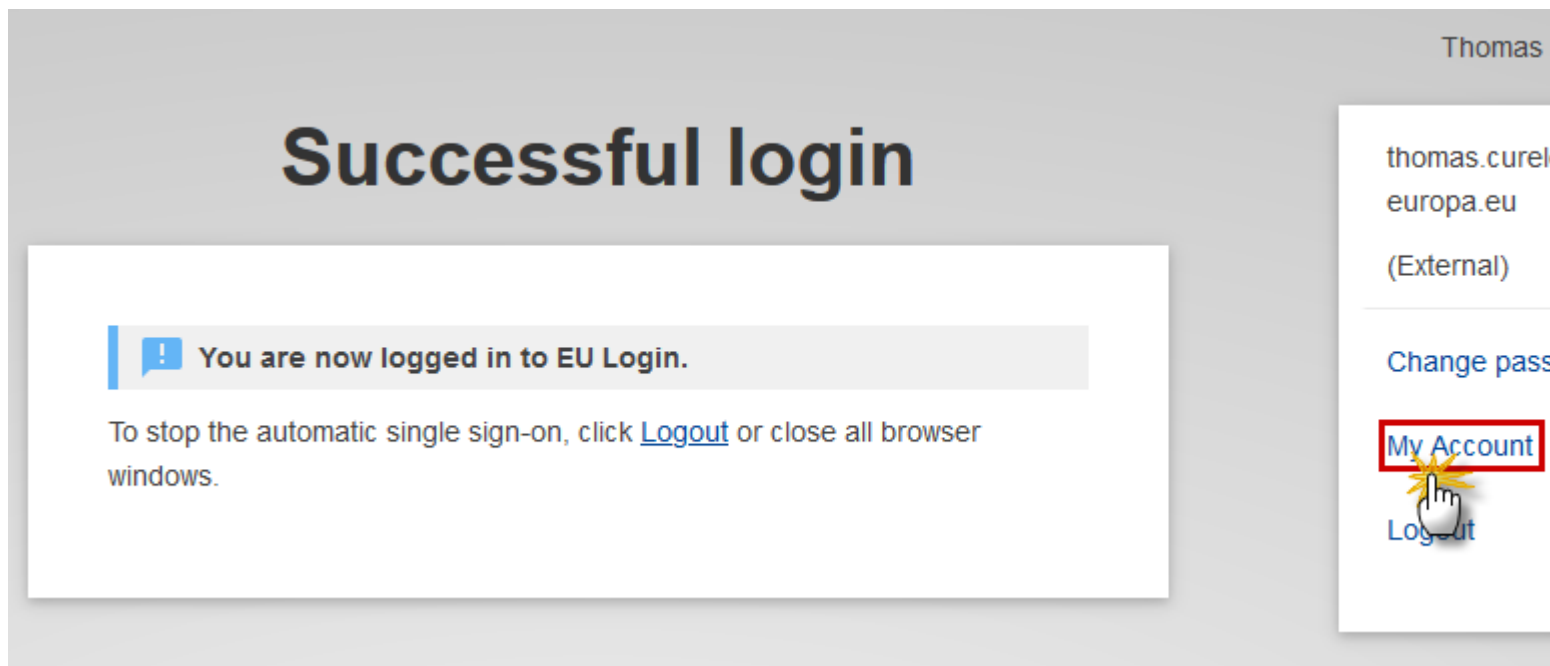 Thomas
Successful login
thomas.curel
europa.eu
(External)
You are now logged in to EU Login.
To stop the automatic single sign-on, click Logout or close all browser
windows.
Change pass
My Account
Logout